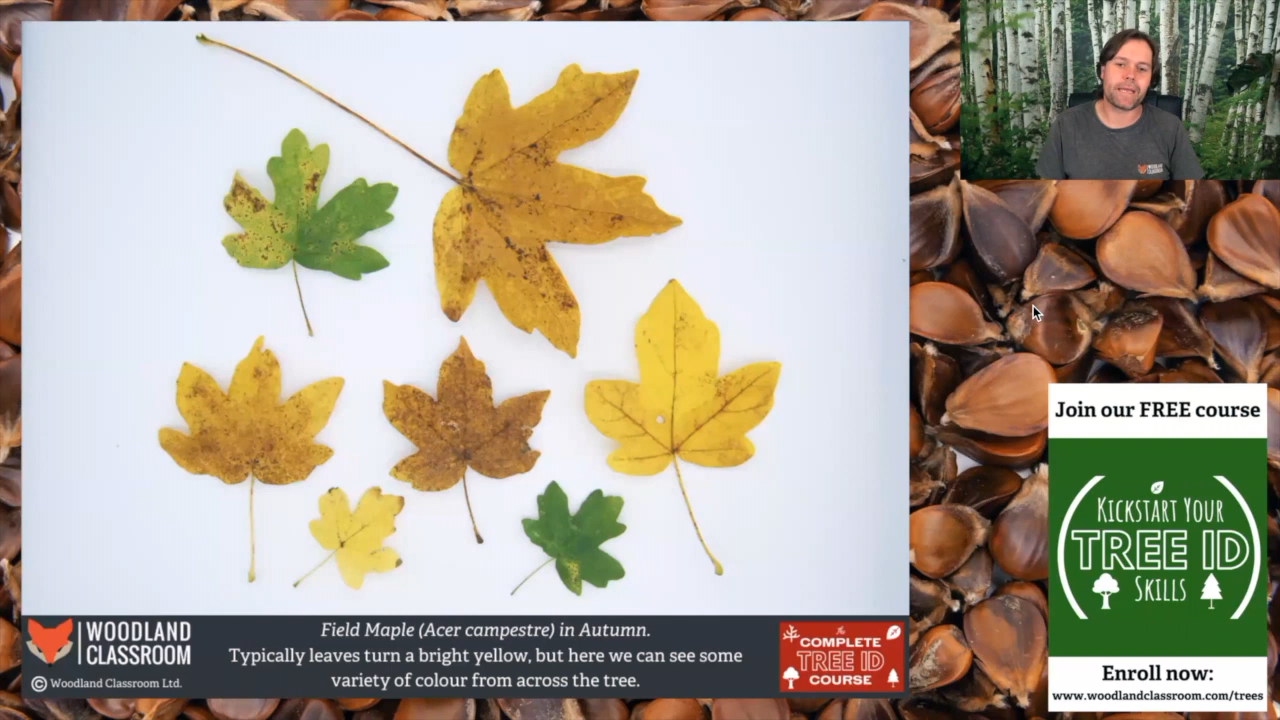 WOODLAND
CLASSROOM
© Woodland Classroom Ltd.
Field Maple (Acer campestre) in Autumn.
Typically leaves turn a bright yellow, but here we can see some
variety of colour from across the tree.
The
COMPLETE
TREE ID
COURSE
Join our FREE course
KICKSTART YOUR
TREE ID
SKILLS
Enroll now:
www.woodlandclassroom.com/trees